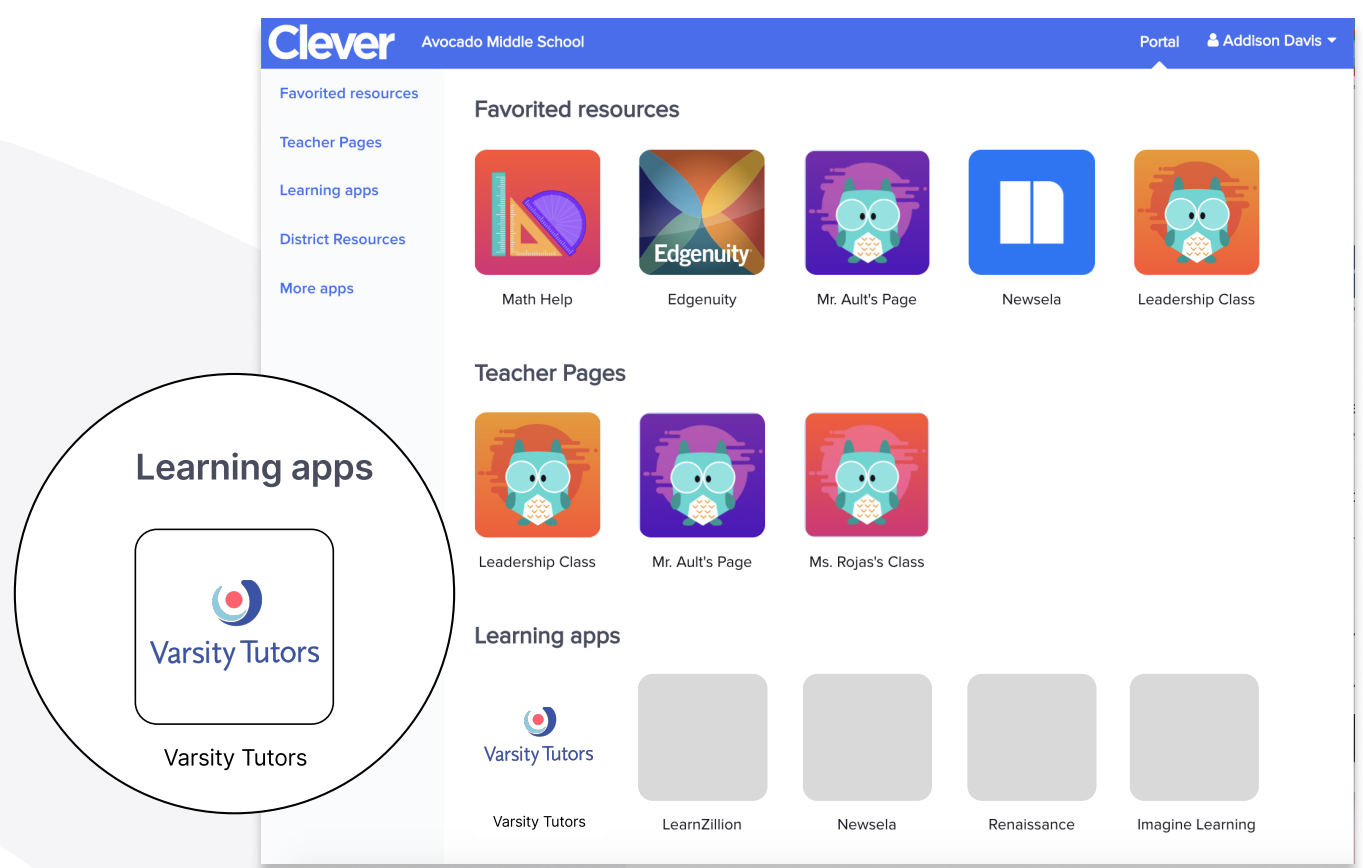 Clever
Avocado Middle School
Portal
Addison Davis
Favorited resources
Teacher Pages
Learning apps
District Resources
More apps
Favorited resources
Edgenuity
Math Help
Edgenuity
Mr. Ault's Page
Newsela
Leadership Class
Teacher Pages
Leadership Class
Mr. Ault's Page
Ms. Rojas's Class
Learning apps
Varsity Tutors
Varsity Tutors
LearnZillion
Newsela
Renaissance
Imagine Learning
Learning apps
Varsity Tutors
Varsity Tutors